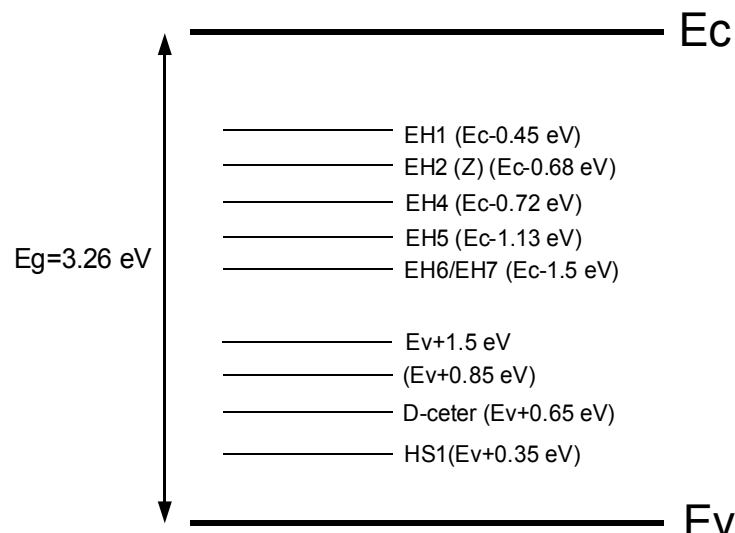 Ec
EH1 (Ec-0.45 eV)
EH2 (Z) (Ec-0.68 eV)
EH4 (Ec-0.72 eV)
EH5 (Ec-1.13 eV)
Eg=3.26 eV
EH6/EH7 (Ec-1.5 eV)
Ev+1.5 eV
(Ev+0.85 eV)
D-ceter (Ev+0.65 eV)
HS1(Ev+0.35 eV)
Ev